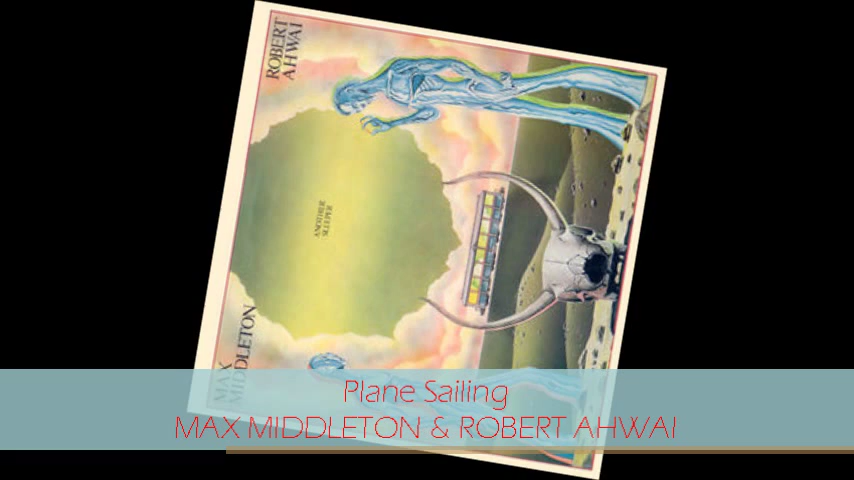 ROBERT
AHWAI
ANOTHER
SLEEPER
MAX
MIDDLETON
Plane Sailing
MAX MIDDLETON & ROBERT AHWAI